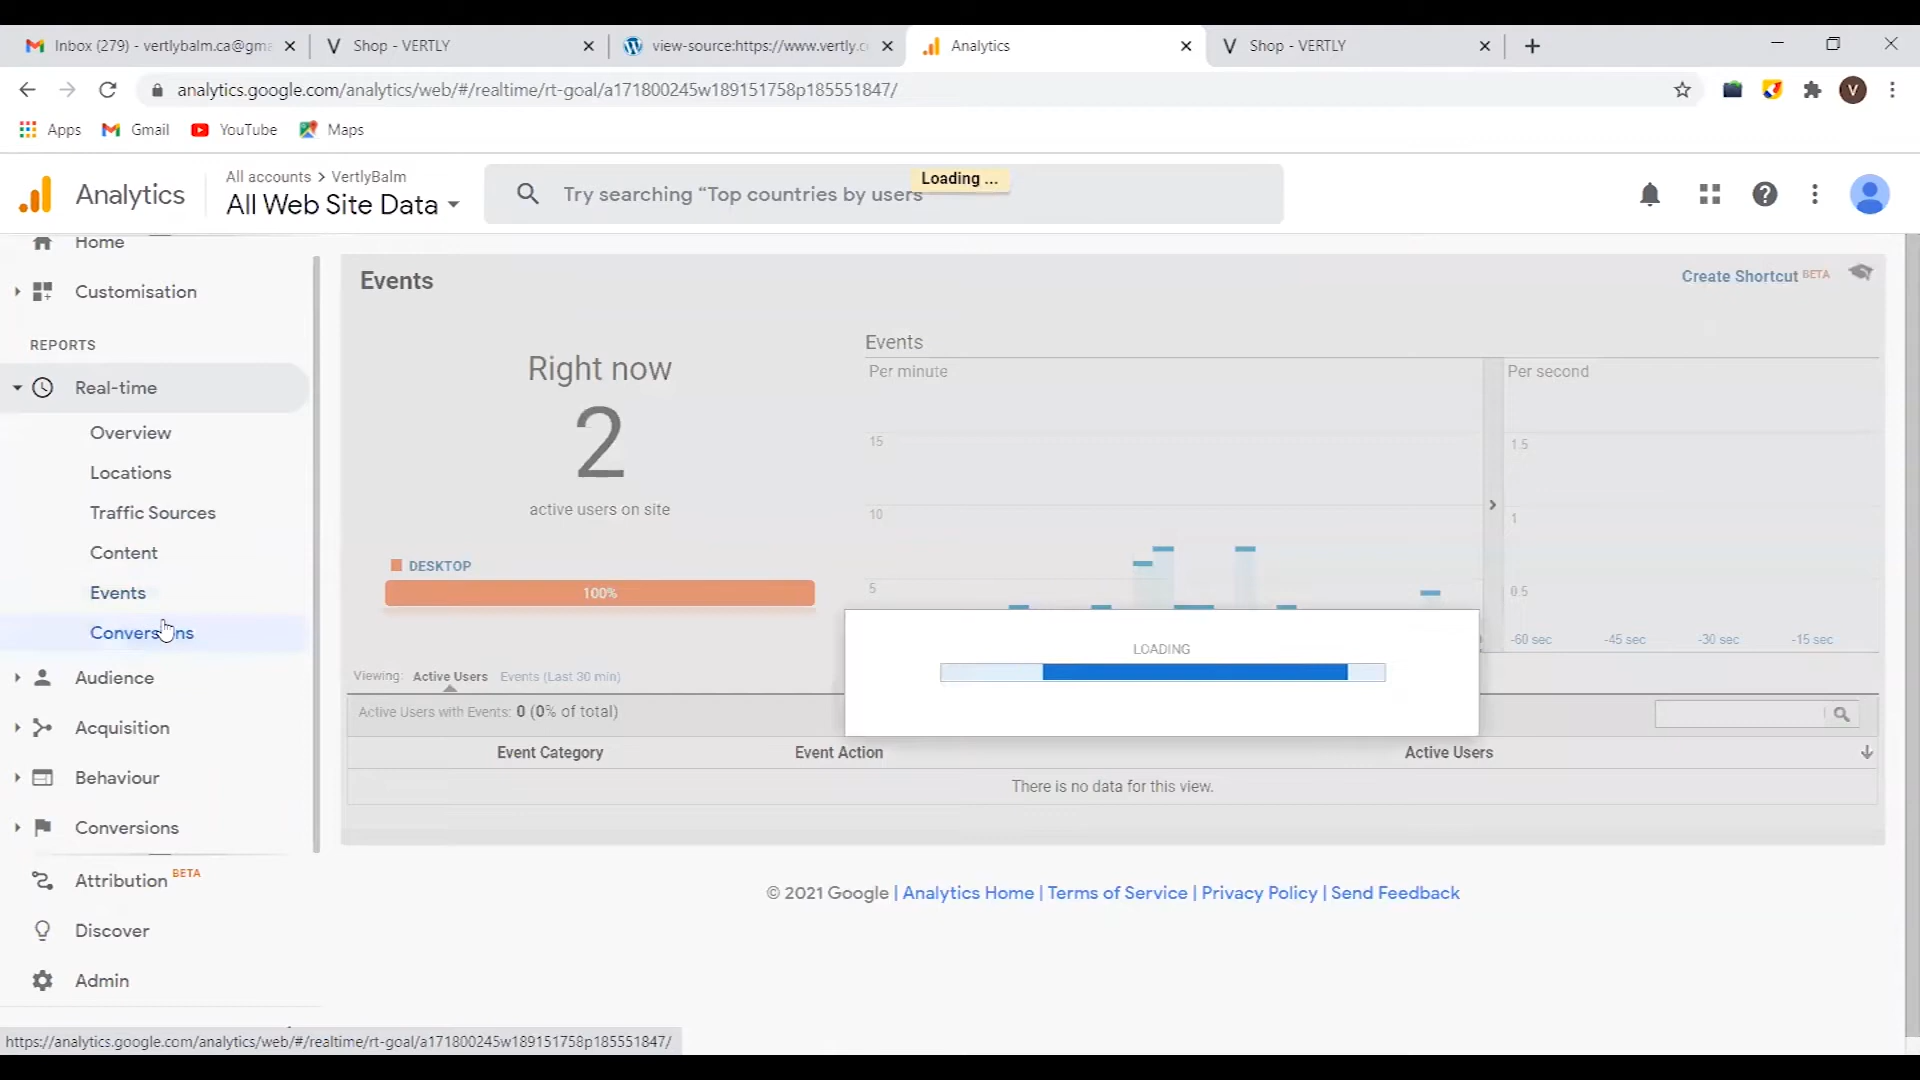 Inbox (279) - vertlybalm.ca@gma
Shop - VERTLY
view-source:https://www.vertly.c
Analytics
Shop - VERTLY
analytics.google.com/analytics/web/#/realtime/rt-goal/a171800245w189151758p185551847/
V
Apps
Gmail
YouTube
Maps
Analytics
All accounts > VertlyBalm
All Web Site Data
Try searching “Top countries by users
Loading ...
Home
Customisation
REPORTS
Real-time
Overview
Locations
Traffic Sources
Content
Events
Conversions
Audience
Acquisition
Behaviour
Conversions
Attribution BETA
Discover
Admin
Events
Create Shortcut BETA
Right now
2
active users on site
DESKTOP
100%
Events
Per minute
15
10
5
Per second
1.5
1
0.5
-60 sec
-45 sec
-30 sec
-15 sec
LOADING
Viewing: Active Users Events (Last 30 min)
Active Users with Events: 0 (0% of total)
Event Category Event Action Active Users
There is no data for this view.
© 2021 Google | Analytics Home | Terms of Service | Privacy Policy | Send Feedback
https://analytics.google.com/analytics/web/#/realtime/rt-goal/a171800245w189151758p185551847/